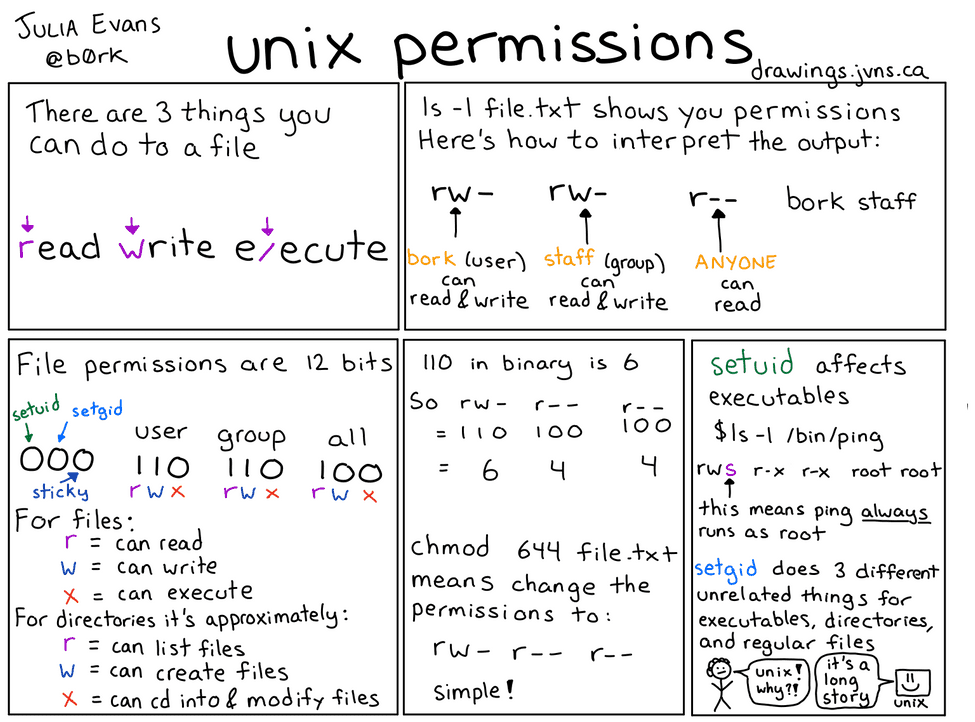 JULIA EVANS
@b0rk
unix permissions
drawings.jvns.ca
There are 3 things you
can do to a file
read write execute
ls -l file.txt shows you permissions
Here's how to interpret the output:
rw- rw- r-- bork staff
bork (user) staff (group) ANYONE
can can can
read & write read & write read
File permissions are 12 bits
setuid setgid
user group all
000 110 110 100
sticky rwx rwx rwx
For files:
r = can read
w = can write
x = can execute
For directories it's approximately:
r = can list files
w = can create files
x = can cd into & modify files
110 in binary is 6
So rw- r-- r--
= 110 100 100
= 6 4 4
chmod 644 file.txt
means change the
permissions to:
rw- r-- r--
simple!
setuid affects
executables
$ls -l /bin/ping
rws r-x r-x root root
this means ping always
runs as root
setgid does 3 different
unrelated things for
executables, directories,
and regular files
unix!
why?!
it's a
long
story
unix